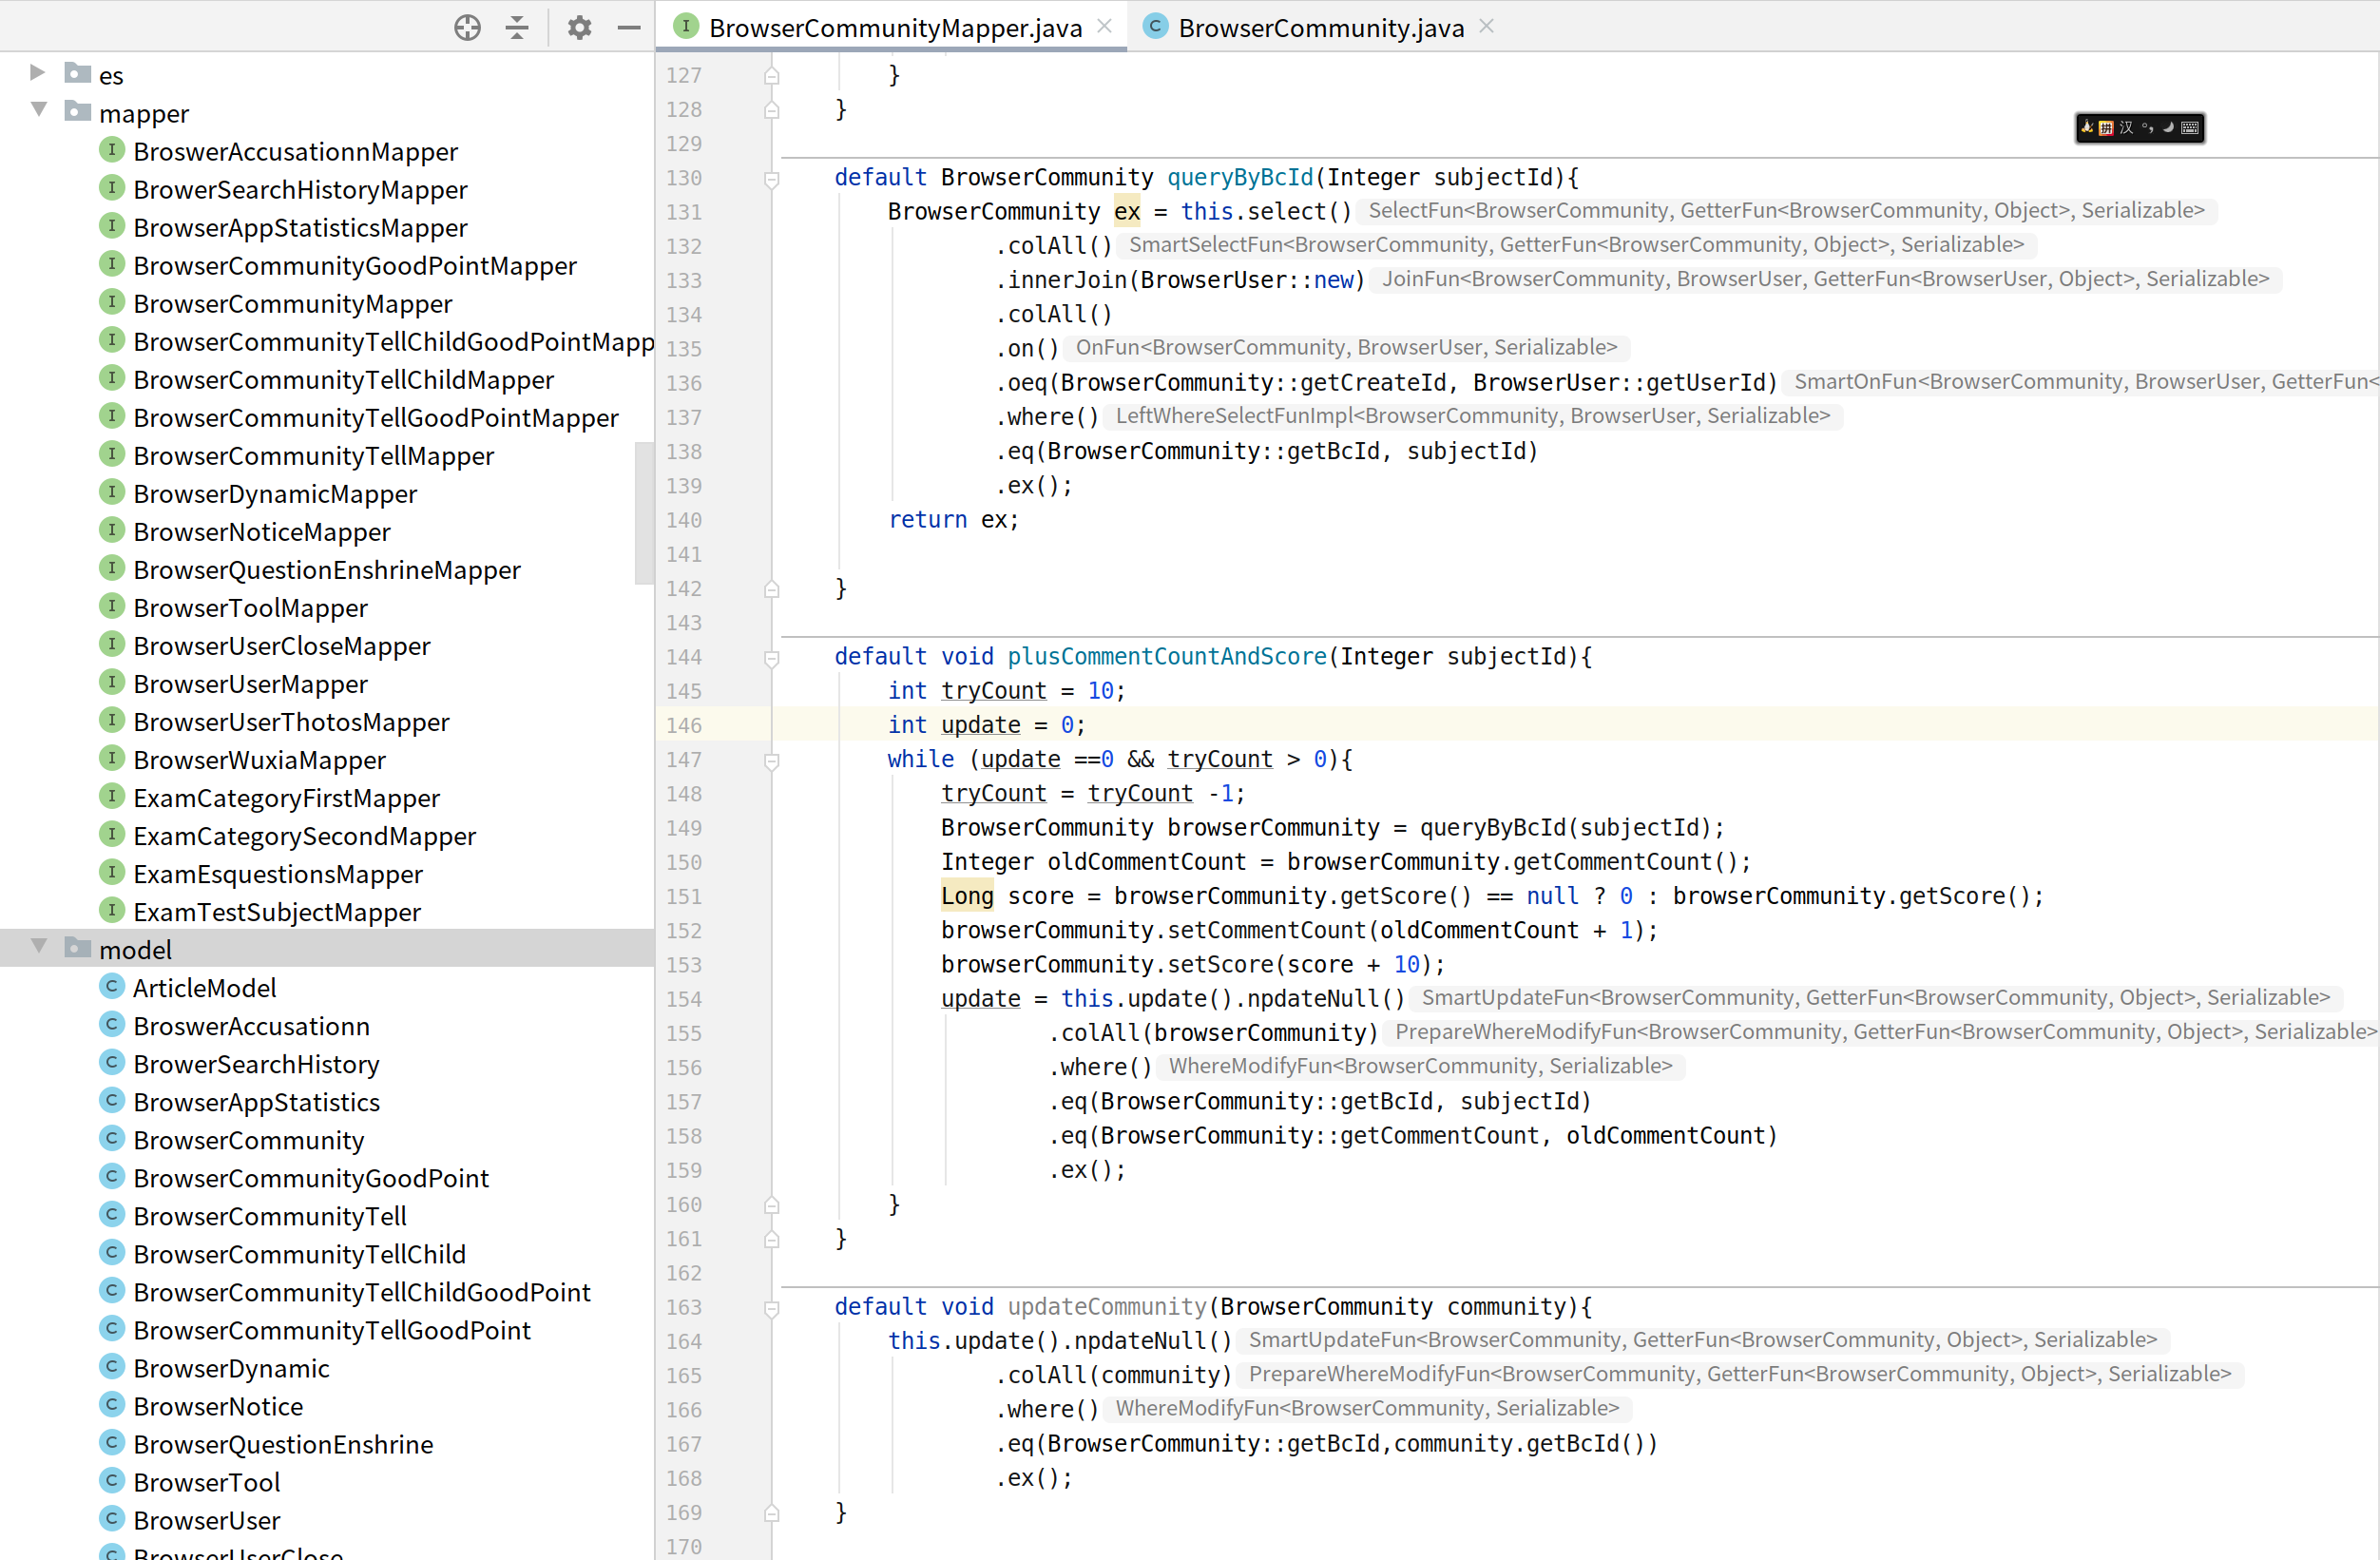 BrowserCommunityMapper.java
BrowserCommunity.java
es
mapper
BroswerAccusationnMapper
BrowerSearchHistoryMapper
BrowserAppStatisticsMapper
BrowserCommunityGoodPointMapper
BrowserCommunityMapper
BrowserCommunityTellChildGoodPointMapp
BrowserCommunityTellChildMapper
BrowserCommunityTellGoodPointMapper
BrowserCommunityTellMapper
BrowserDynamicMapper
BrowserNoticeMapper
BrowserQuestionEnshrineMapper
BrowserToolMapper
BrowserUserCloseMapper
BrowserUserMapper
BrowserUserThotosMapper
BrowserWuxiaMapper
ExamCategoryFirstMapper
ExamCategorySecondMapper
ExamEsquestionsMapper
ExamTestSubjectMapper
model
ArticleModel
BroswerAccusationn
BrowerSearchHistory
BrowserAppStatistics
BrowserCommunity
BrowserCommunityGoodPoint
BrowserCommunityTell
BrowserCommunityTellChild
BrowserCommunityTellChildGoodPoint
BrowserCommunityTellGoodPoint
BrowserDynamic
BrowserNotice
BrowserQuestionEnshrine
BrowserTool
BrowserUser
BrowserUserClose
127 }
128 }
129
130 default BrowserCommunity queryByBcId(Integer subjectId){
131 BrowserCommunity ex = this.select() SelectFun<BrowserCommunity, GetterFun<BrowserCommunity, Object>, Serializable>
132 .colAll() SmartSelectFun<BrowserCommunity, GetterFun<BrowserCommunity, Object>, Serializable>
133 .innerJoin(BrowserUser::new) JoinFun<BrowserCommunity, BrowserUser, GetterFun<BrowserUser, Object>, Serializable>
134 .colAll()
135 .on() OnFun<BrowserCommunity, BrowserUser, Serializable>
136 .oeq(BrowserCommunity::getCreateId, BrowserUser::getUserId) SmartOnFun<BrowserCommunity, BrowserUser, GetterFun<
137 .where() LeftWhereSelectFunImpl<BrowserCommunity, BrowserUser, Serializable>
138 .eq(BrowserCommunity::getBcId, subjectId)
139 .ex();
140 return ex;
141
142 }
143
144 default void plusCommentCountAndScore(Integer subjectId){
145 int tryCount = 10;
146 int update = 0;
147 while (update ==0 && tryCount > 0){
148 tryCount = tryCount -1;
149 BrowserCommunity browserCommunity = queryByBcId(subjectId);
150 Integer oldCommentCount = browserCommunity.getCommentCount();
151 Long score = browserCommunity.getScore() == null ? 0 : browserCommunity.getScore();
152 browserCommunity.setCommentCount(oldCommentCount + 1);
153 browserCommunity.setScore(score + 10);
154 update = this.update().npdateNull() SmartUpdateFun<BrowserCommunity, GetterFun<BrowserCommunity, Object>, Serializable>
155 .colAll(browserCommunity) PrepareWhereModifyFun<BrowserCommunity, GetterFun<BrowserCommunity, Object>, Serializable>
156 .where() WhereModifyFun<BrowserCommunity, Serializable>
157 .eq(BrowserCommunity::getBcId, subjectId)
158 .eq(BrowserCommunity::getCommentCount, oldCommentCount)
159 .ex();
160 }
161 }
162
163 default void updateCommunity(BrowserCommunity community){
164 this.update().npdateNull() SmartUpdateFun<BrowserCommunity, GetterFun<BrowserCommunity, Object>, Serializable>
165 .colAll(community) PrepareWhereModifyFun<BrowserCommunity, GetterFun<BrowserCommunity, Object>, Serializable>
166 .where() WhereModifyFun<BrowserCommunity, Serializable>
167 .eq(BrowserCommunity::getBcId,community.getBcId())
168 .ex();
169 }
170
拼 汉 °,